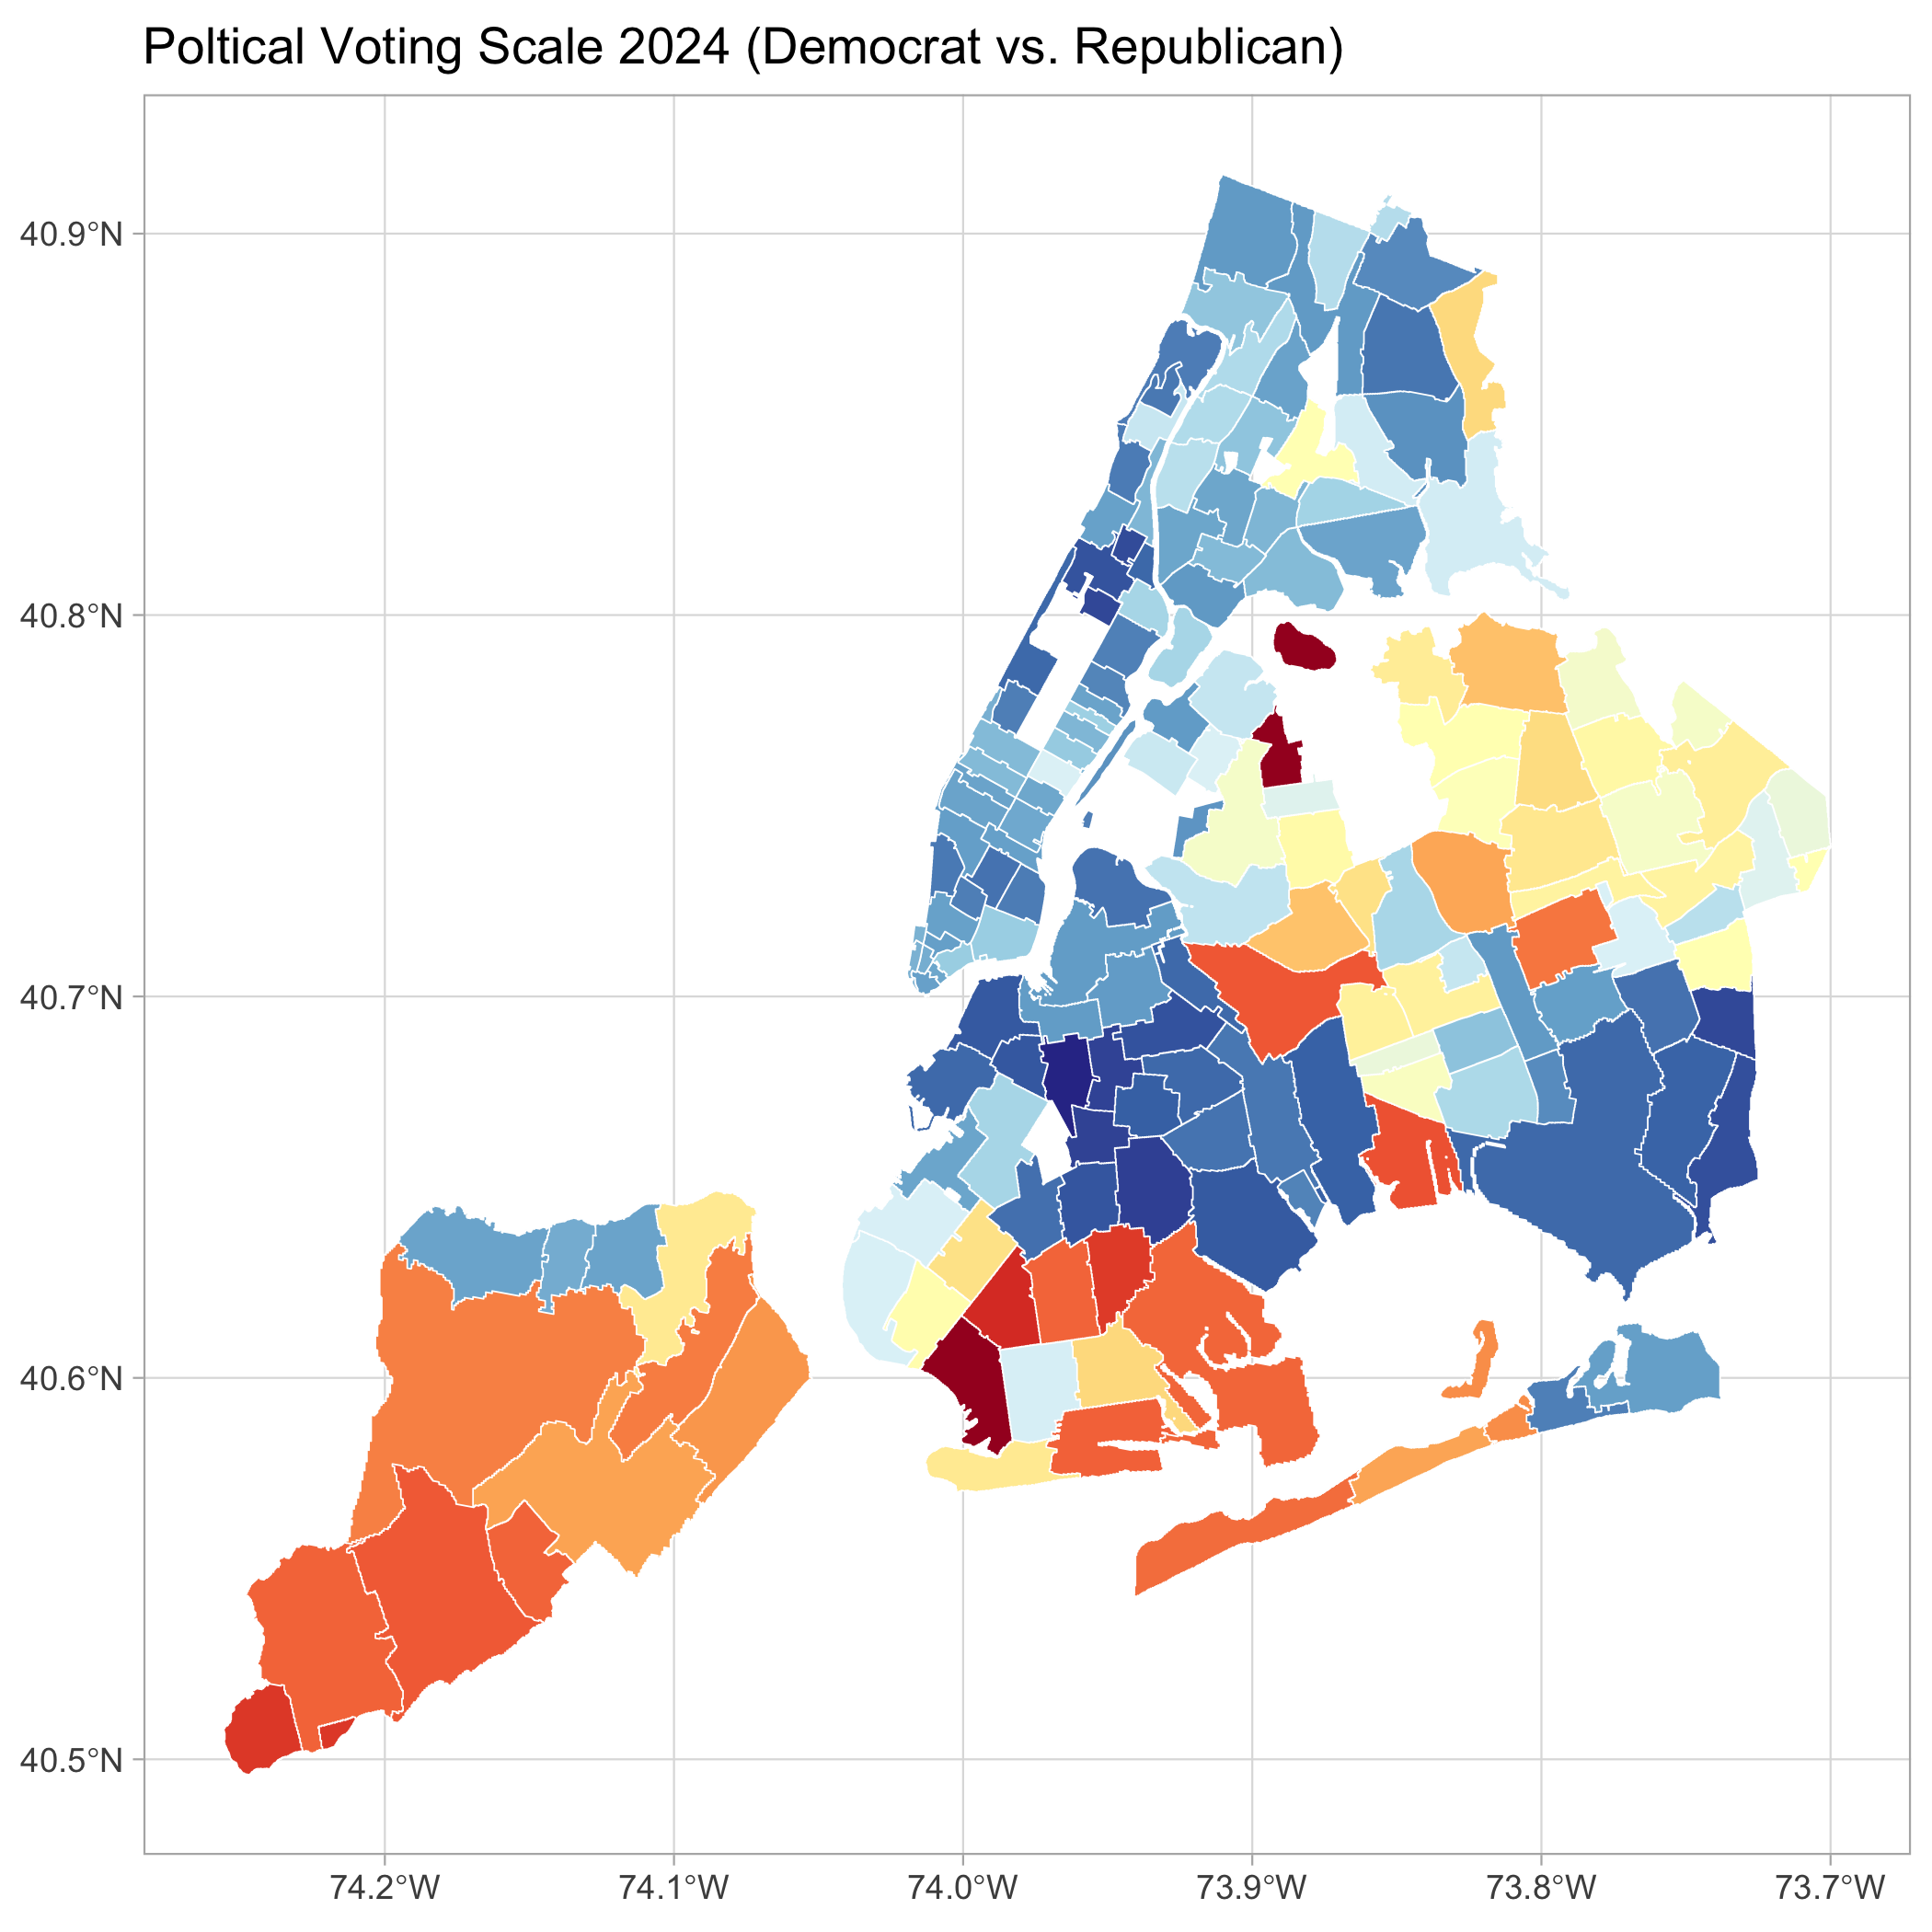 Poltical Voting Scale 2024 (Democrat vs. Republican)
40.9°N
40.8°N
40.7°N
40.6°N
40.5°N
74.2°W 74.1°W 74.0°W 73.9°W 73.8°W 73.7°W